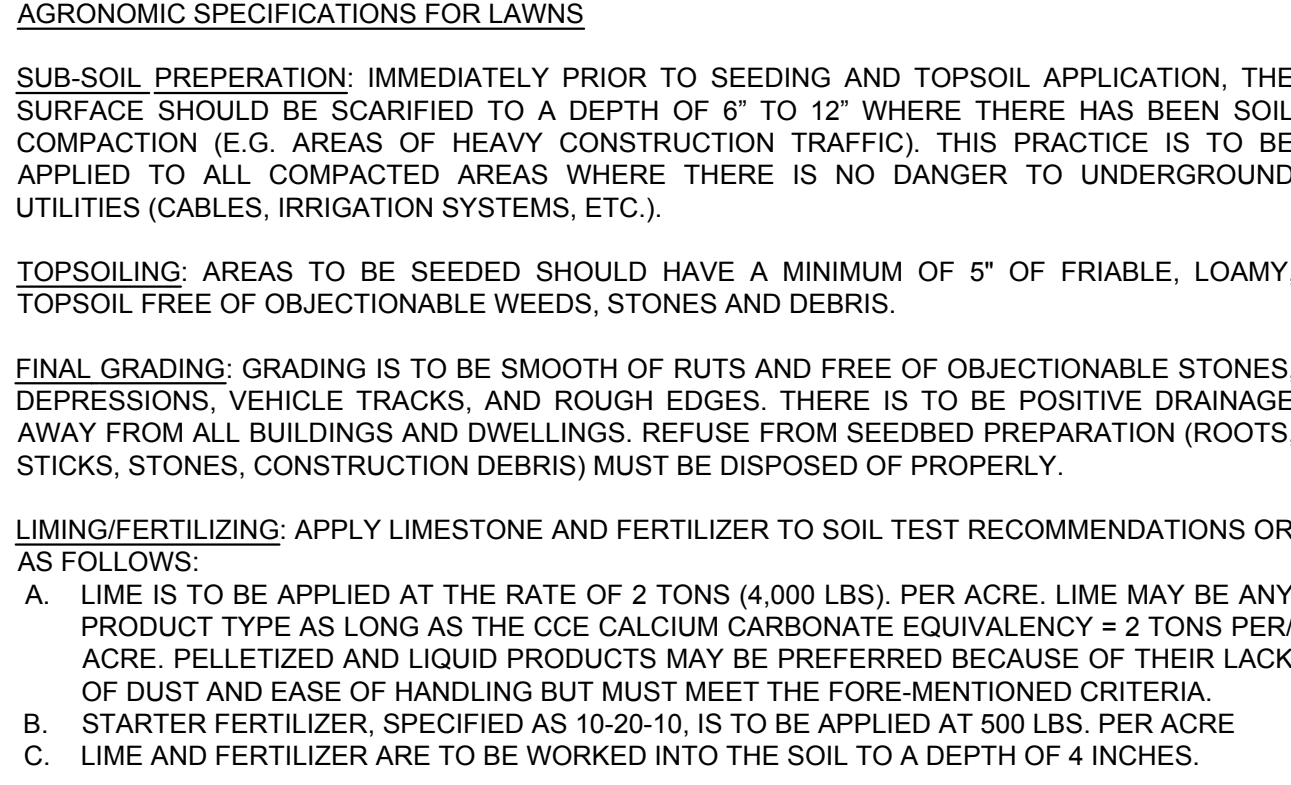 AGRONOMIC SPECIFICATIONS FOR LAWNS
SUB-SOIL PREPERATION: IMMEDIATELY PRIOR TO SEEDING AND TOPSOIL APPLICATION, THE
SURFACE SHOULD BE SCARIFIED TO A DEPTH OF 6” TO 12” WHERE THERE HAS BEEN SOIL
COMPACTION (E.G. AREAS OF HEAVY CONSTRUCTION TRAFFIC). THIS PRACTICE IS TO BE
APPLIED TO ALL COMPACTED AREAS WHERE THERE IS NO DANGER TO UNDERGROUND
UTILITIES (CABLES, IRRIGATION SYSTEMS, ETC.).
TOPSOILING: AREAS TO BE SEEDED SHOULD HAVE A MINIMUM OF 5" OF FRIABLE, LOAMY,
TOPSOIL FREE OF OBJECTIONABLE WEEDS, STONES AND DEBRIS.
FINAL GRADING: GRADING IS TO BE SMOOTH OF RUTS AND FREE OF OBJECTIONABLE STONES,
DEPRESSIONS, VEHICLE TRACKS, AND ROUGH EDGES. THERE IS TO BE POSITIVE DRAINAGE
AWAY FROM ALL BUILDINGS AND DWELLINGS. REFUSE FROM SEEDBED PREPARATION (ROOTS,
STICKS, STONES, CONSTRUCTION DEBRIS) MUST BE DISPOSED OF PROPERLY.
LIMING/FERTILIZING: APPLY LIMESTONE AND FERTILIZER TO SOIL TEST RECOMMENDATIONS OR
AS FOLLOWS:
A. LIME IS TO BE APPLIED AT THE RATE OF 2 TONS (4,000 LBS). PER ACRE. LIME MAY BE ANY
PRODUCT TYPE AS LONG AS THE CCE CALCIUM CARBONATE EQUIVALENCY = 2 TONS PER/
ACRE. PELLETIZED AND LIQUID PRODUCTS MAY BE PREFERRED BECAUSE OF THEIR LACK
OF DUST AND EASE OF HANDLING BUT MUST MEET THE FORE-MENTIONED CRITERIA.
B. STARTER FERTILIZER, SPECIFIED AS 10-20-10, IS TO BE APPLIED AT 500 LBS. PER ACRE
C. LIME AND FERTILIZER ARE TO BE WORKED INTO THE SOIL TO A DEPTH OF 4 INCHES.